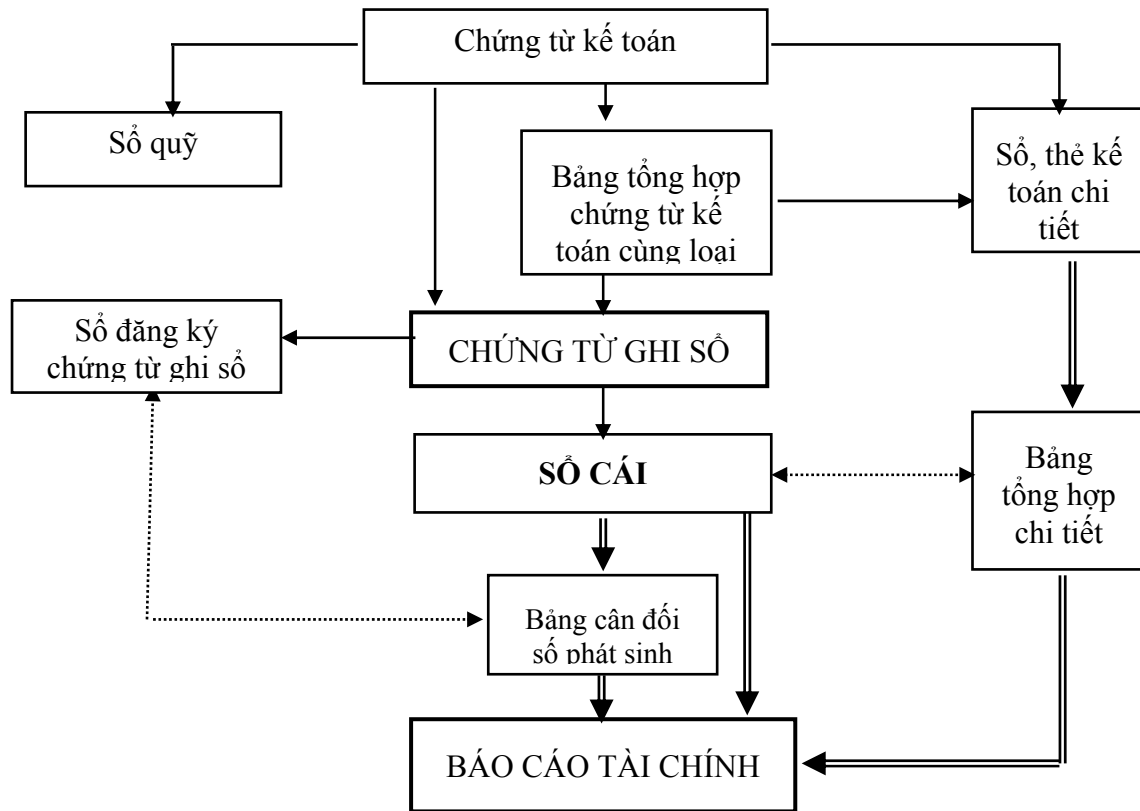 Chứng từ kế toán
Sổ quỹ
Bảng tổng hợp
chứng từ kế
toán cùng loại
Sổ, thẻ kế
toán chi
tiết
Sổ đăng ký
chứng từ ghi sổ
CHỨNG TỪ GHI SỔ
SỔ CÁI
Bảng
tổng hợp
chi tiết
Bảng cân đối
số phát sinh
BÁO CÁO TÀI CHÍNH